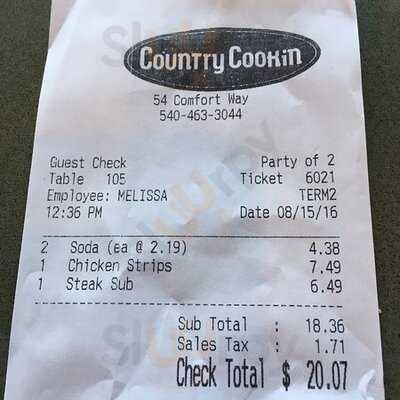 Country Cookin
54 Comfort Way
540-463-3044
Guest Check Party of 2
Table 105 Ticket 6021
Employee: MELISSA TERM2
12:36 PM Date 08/15/16
2 Soda (ea @ 2.19) 4.38
1 Chicken Strips 7.49
1 Steak Sub 6.49
Sub Total : 18.36
Sales Tax : 1.71
Check Total $ 20.07